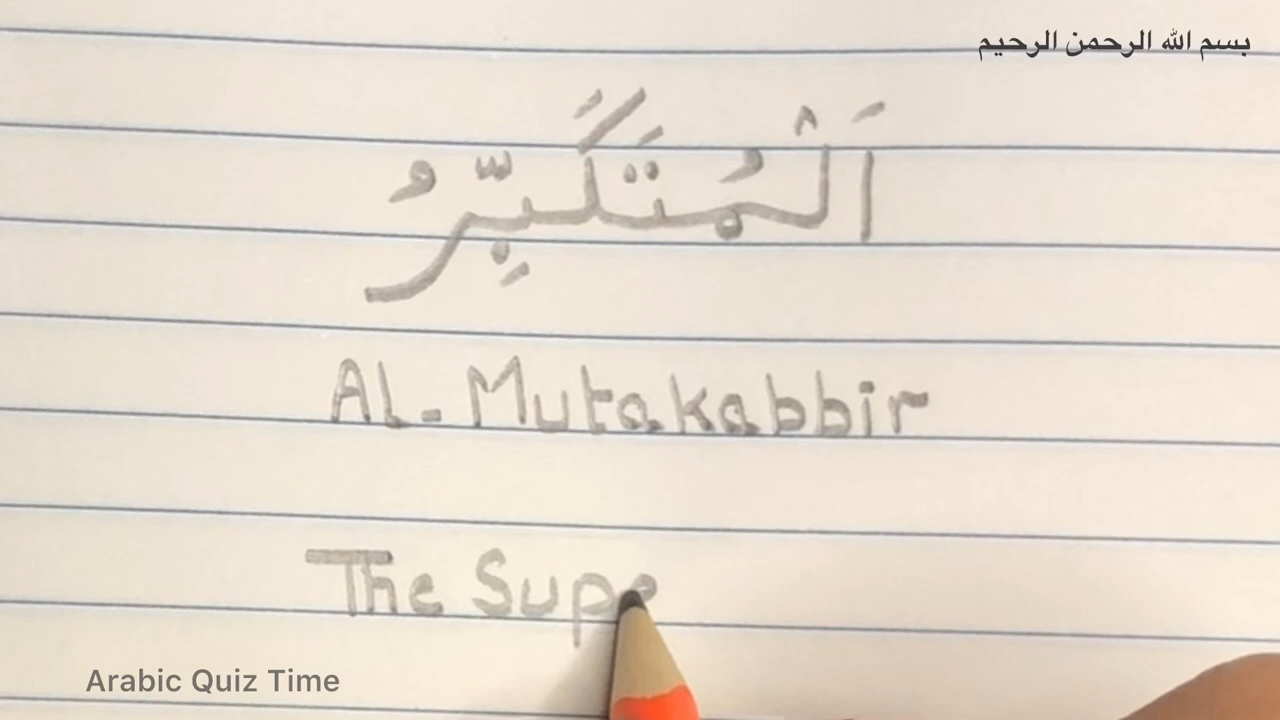 بسم الله الرحمن الرحيم
اَلْمُتَكَبِّرُ
Al-Mutakabbir
The Supe
Arabic Quiz Time